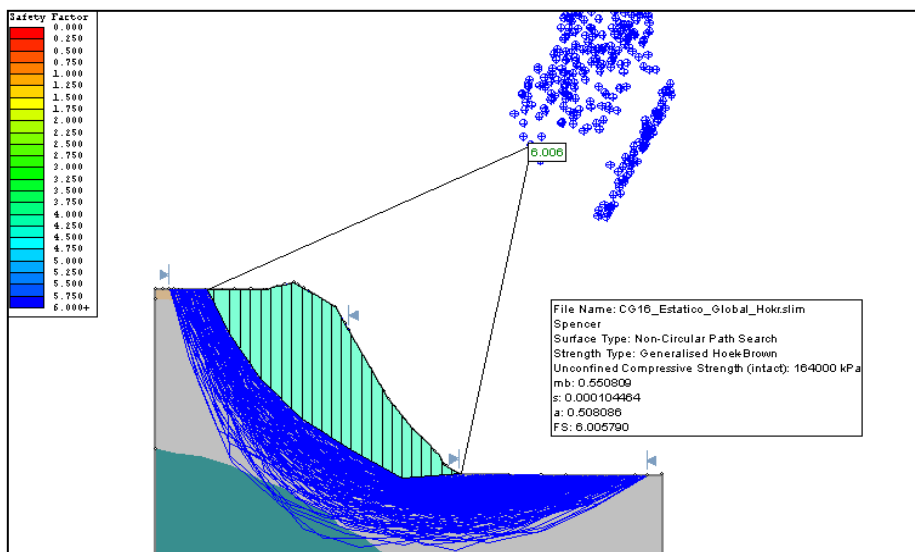 Safety Factor
0.000
0.250
0.500
0.750
1.000
1.250
1.500
1.750
2.000
2.250
2.500
2.750
3.000
3.250
3.500
3.750
4.000
4.250
4.500
4.750
5.000
5.250
5.500
5.750
6.000+
6.006
File Name: CG16_Estatico_Global_Hokr.slim
Spencer
Surface Type: Non-Circular Path Search
Strength Type: Generalised Hoek-Brown
Unconfined Compressive Strength (intact): 164000 kPa
mb: 0.550809
s: 0.000104464
a: 0.508086
FS: 6.005790